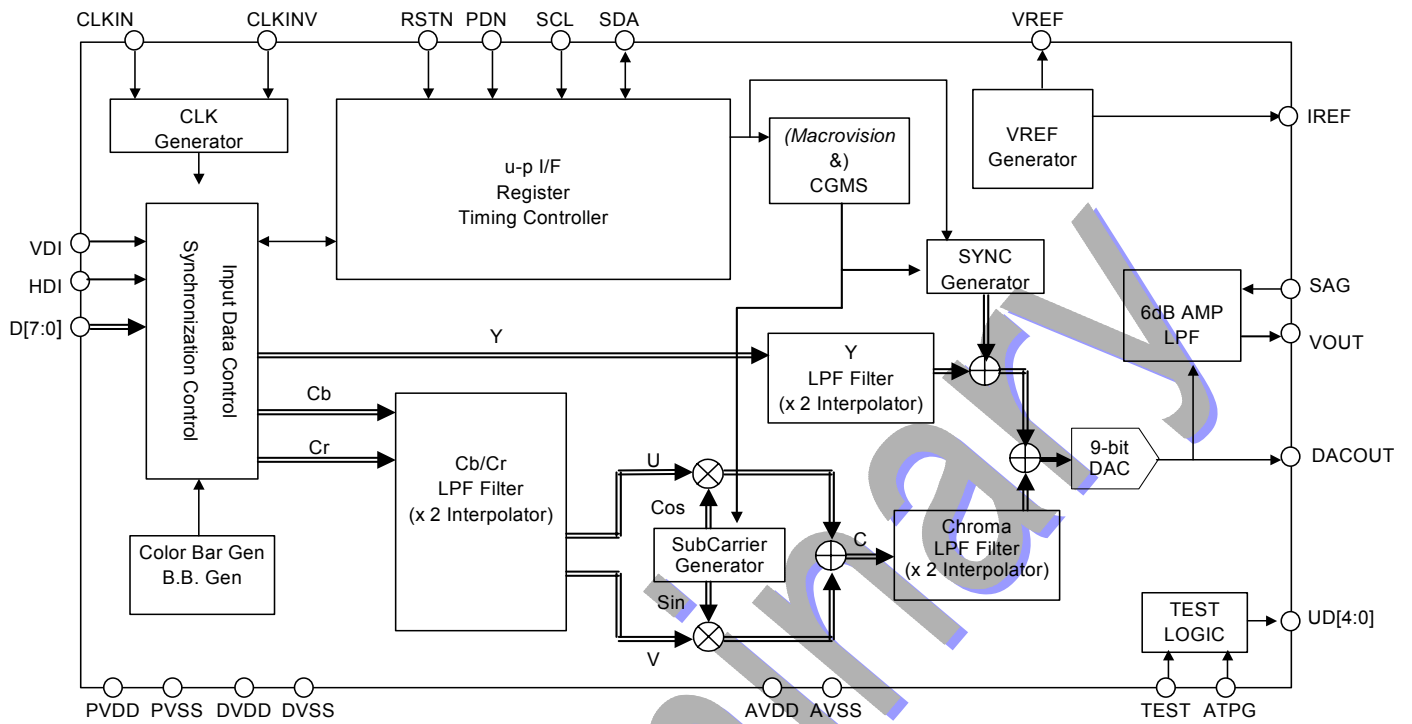 CLKIN
CLKINV
RSTN
PDN
SCL
SDA
VREF
CLK
Generator
u-p I/F
Register
Timing Controller
(Macrovision
&)
CGMS
VREF
Generator
IREF
VDI
HDI
D[7:0]
Input Data Control
Synchronization Control
SYNC
Generator
6dB AMP
LPF
SAG
VOUT
Y
Y
LPF Filter
(x 2 Interpolator)
Cb
Cr
Cb/Cr
LPF Filter
(x 2 Interpolator)
U
Cos
SubCarrier
Generator
Sin
V
C
Chroma
LPF Filter
(x 2 Interpolator)
9-bit
DAC
DACOUT
Color Bar Gen
B.B. Gen
TEST
LOGIC
UD[4:0]
PVDD
PVSS
DVDD
DVSS
AVDD
AVSS
TEST
ATPG